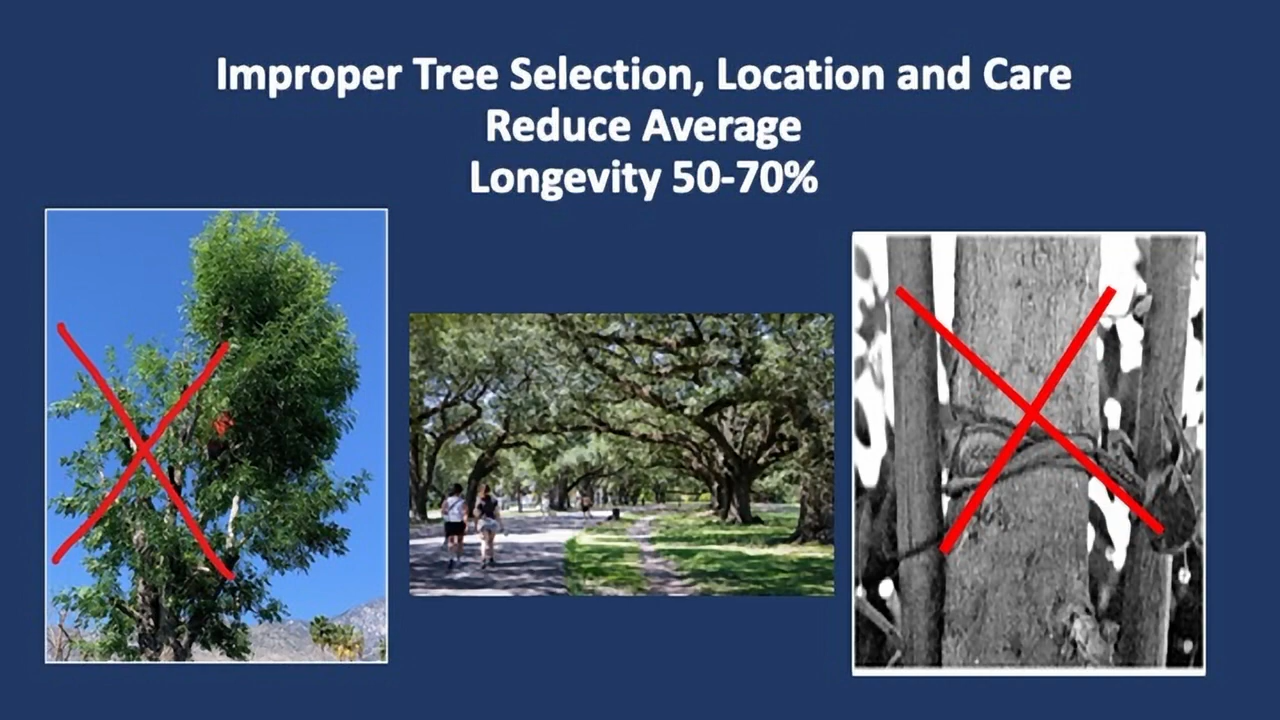 Improper Tree Selection, Location and Care
Reduce Average
Longevity 50-70%